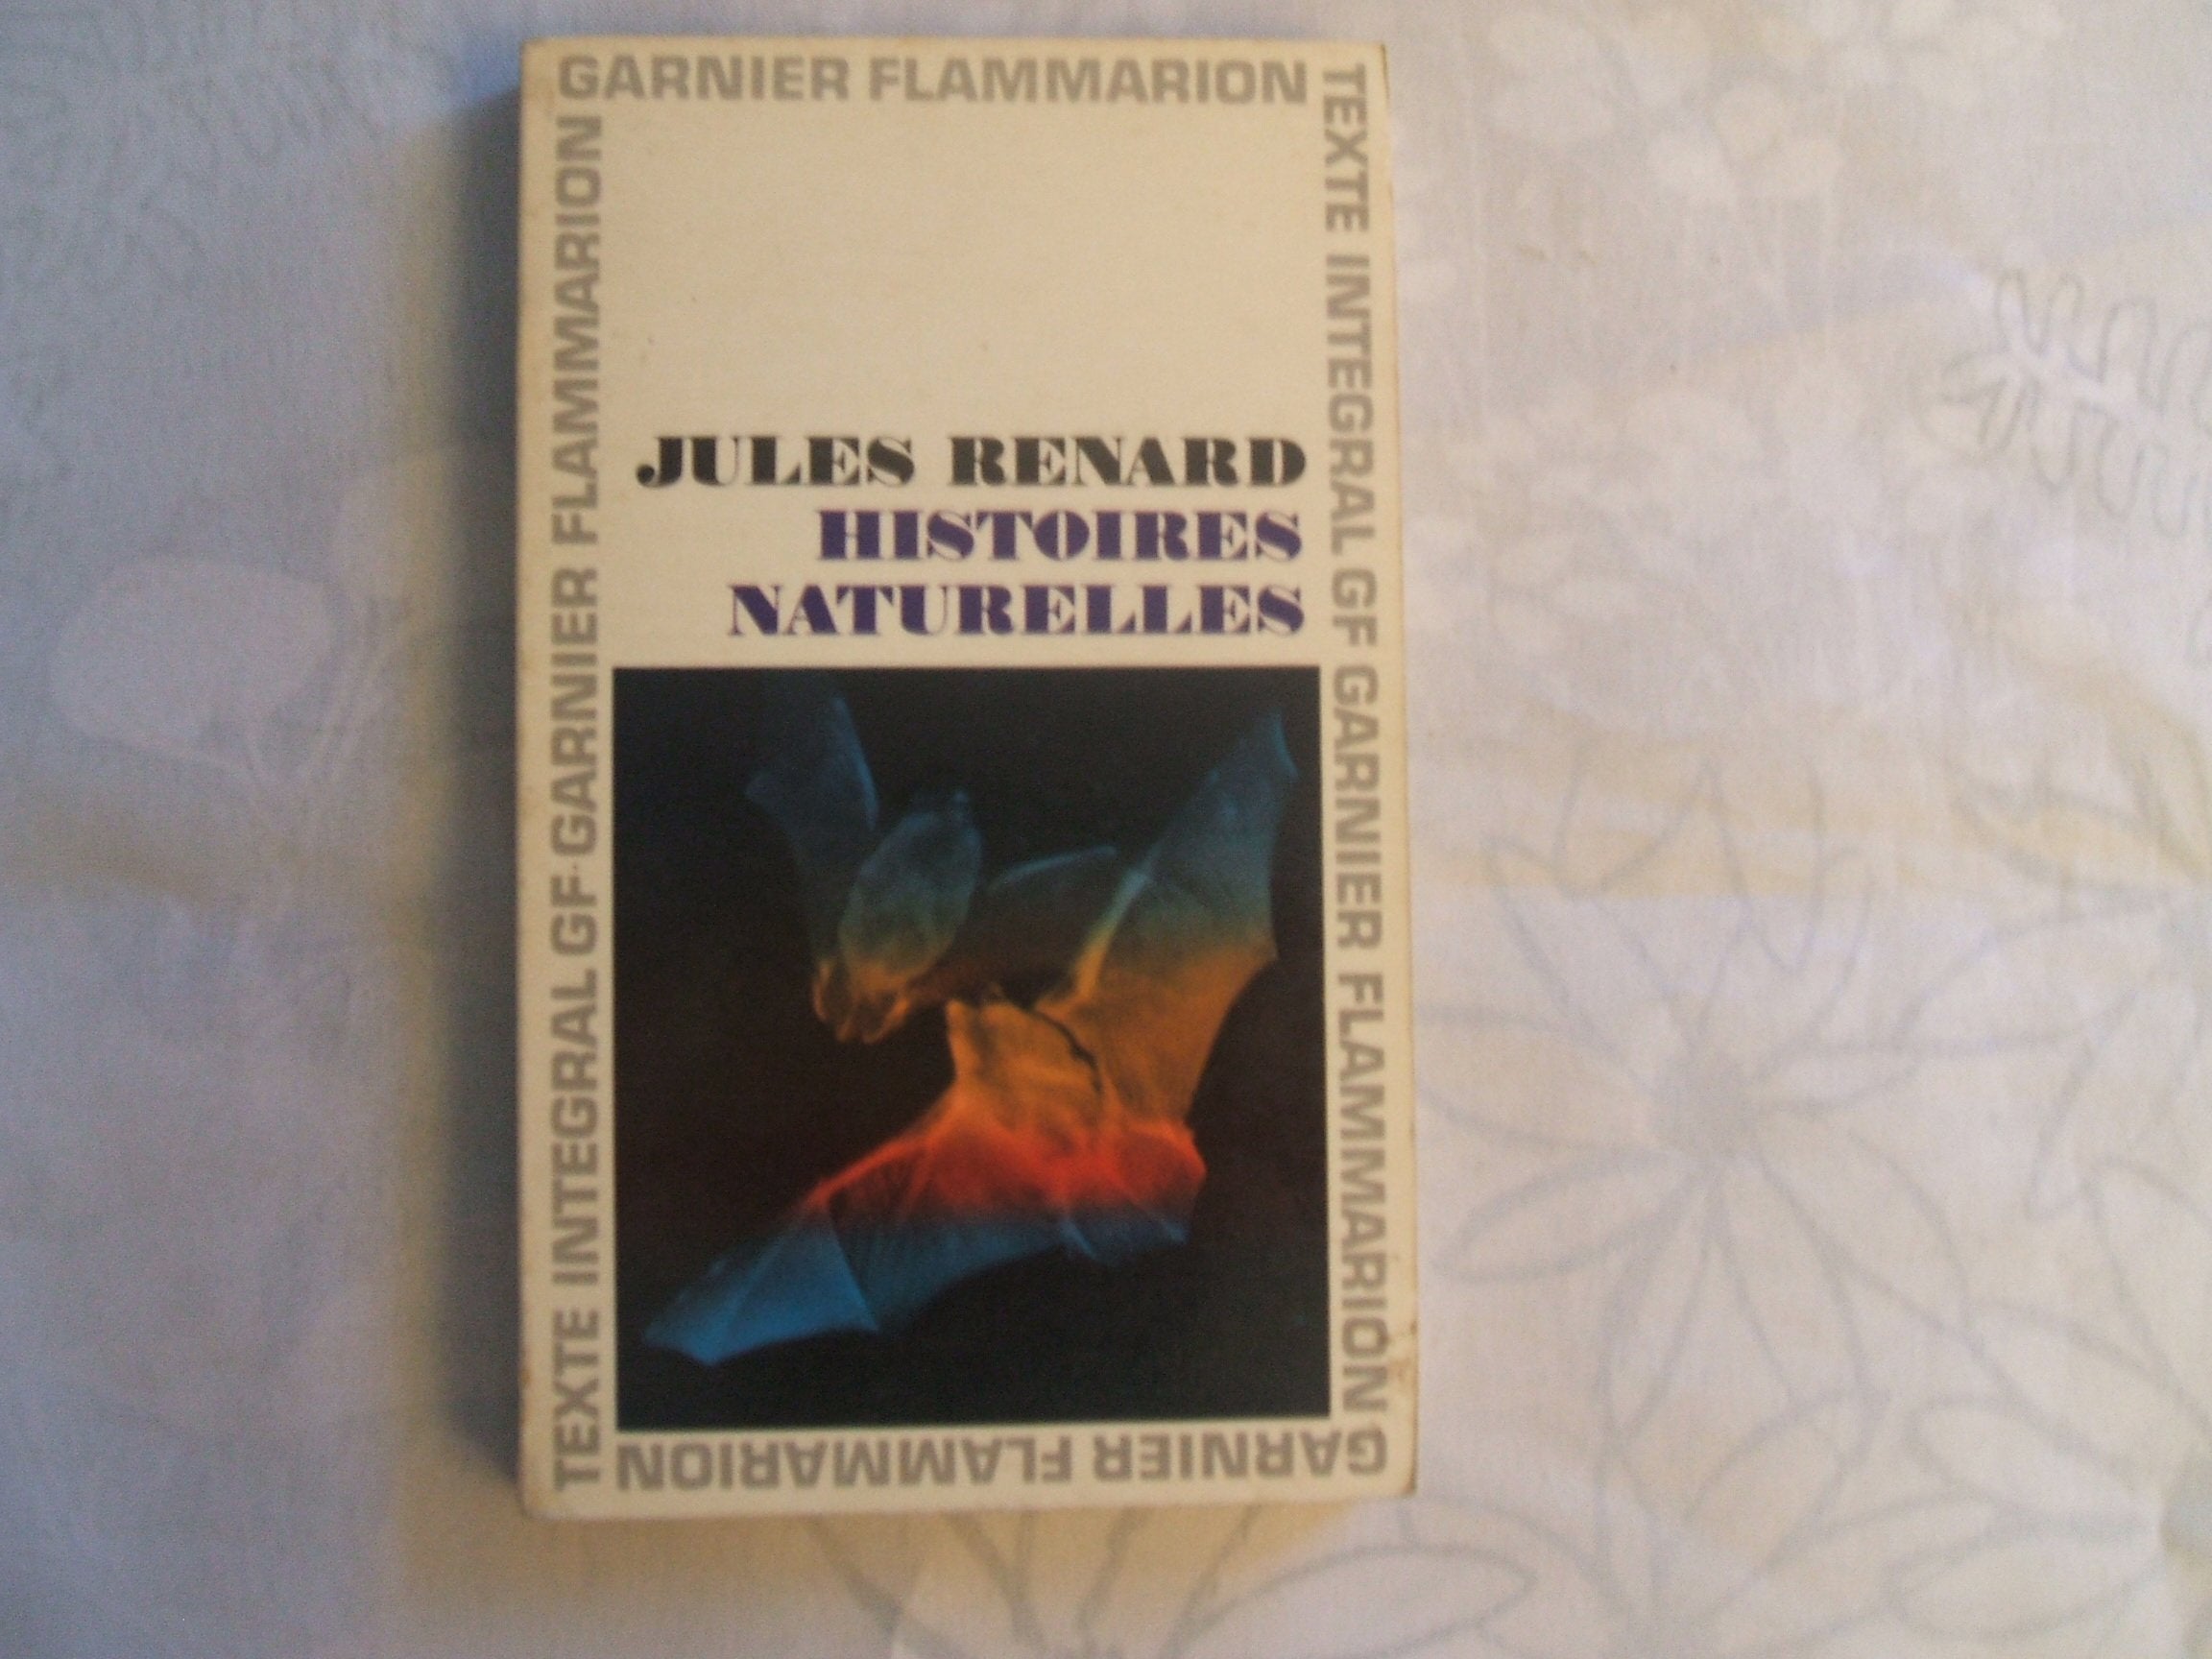 GARNIER FLAMMARION
TEXTE INTEGRAL GF GARNIER FLAMMARION
JULES RENARD
HISTOIRES
NATURELLES
GARNIER FLAMMARION
TEXTE INTEGRAL GF·GARNIER FLAMMARION